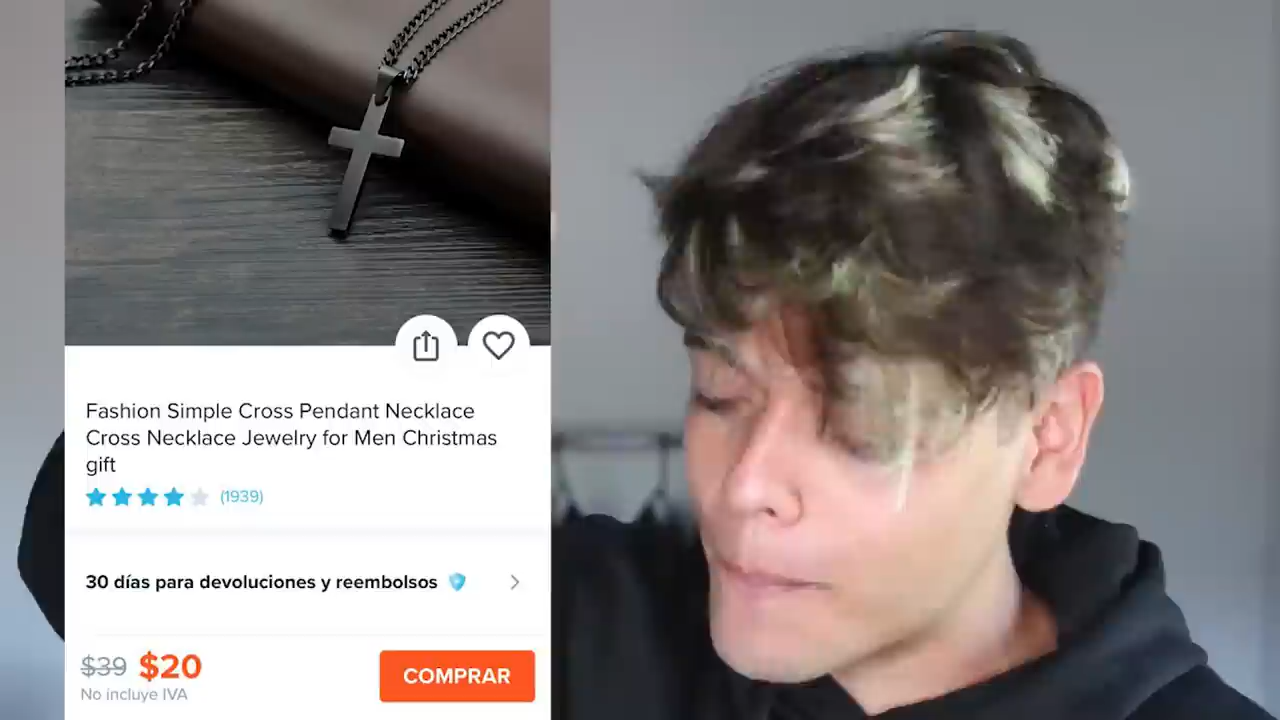 Fashion Simple Cross Pendant Necklace
Cross Necklace Jewelry for Men Christmas
gift
(1939)
30 días para devoluciones y reembolsos
$39 $20
No incluye IVA
COMPRAR